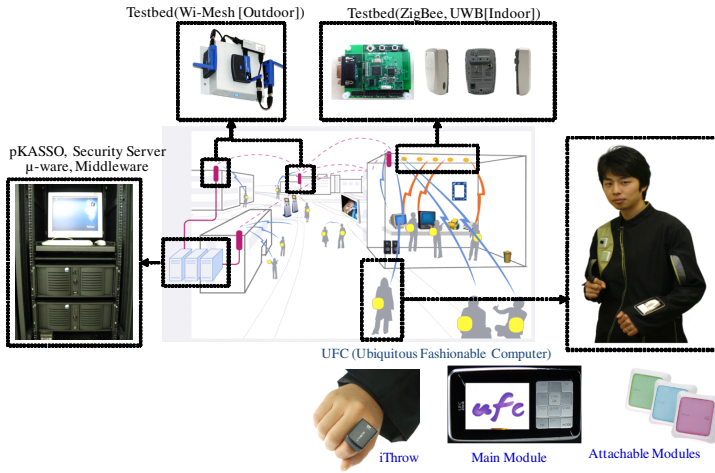 Testbed(Wi-Mesh [Outdoor])
Testbed(ZigBee, UWB[Indoor])
pKASSO, Security Server
μ-ware, Middleware
UFC (Ubiquitous Fashionable Computer)
ufc
iThrow
Main Module
Attachable Modules